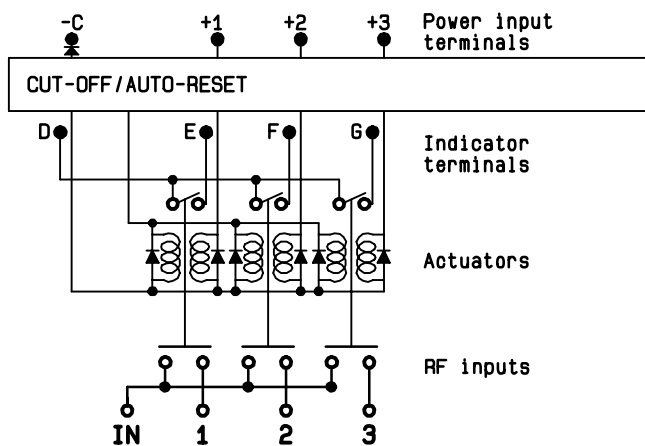 -C +1 +2 +3 Power input
terminals
CUT-OFF/AUTO-RESET
D E F G Indicator
terminals
Actuators
RF inputs
IN 1 2 3